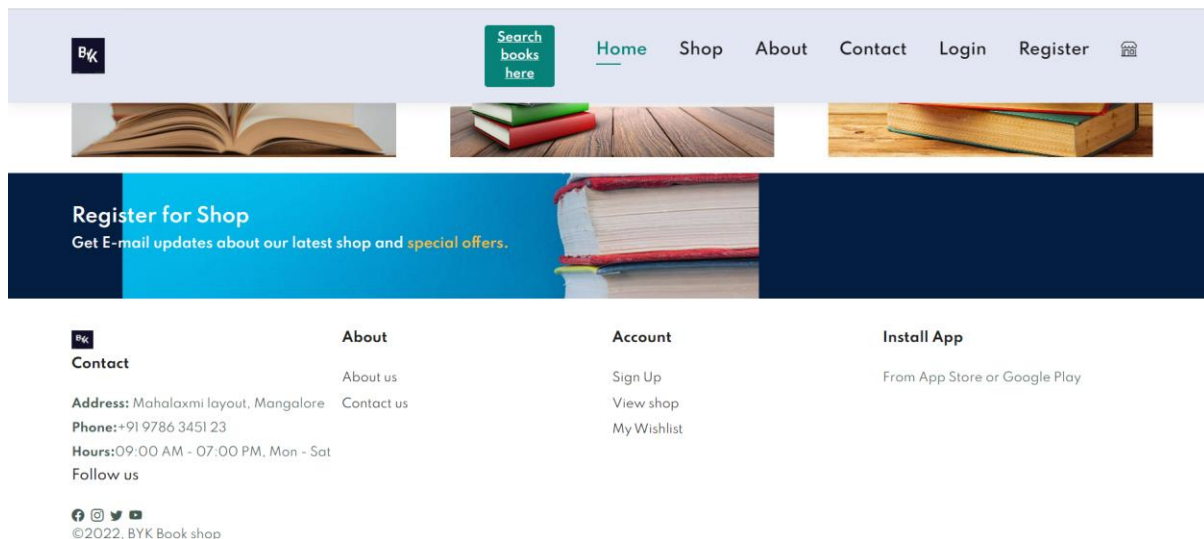 BYK
Search
books
here
Home Shop About Contact Login Register
Register for Shop
Get E-mail updates about our latest shop and special offers.
BYK
Contact
Address: Mahalaxmi layout, Mangalore
Phone:+91 9786 3451 23
Hours:09:00 AM - 07:00 PM, Mon - Sat
Follow us
©2022, BYK Book shop
About
About us
Contact us
Account
Sign Up
View shop
My Wishlist
Install App
From App Store or Google Play